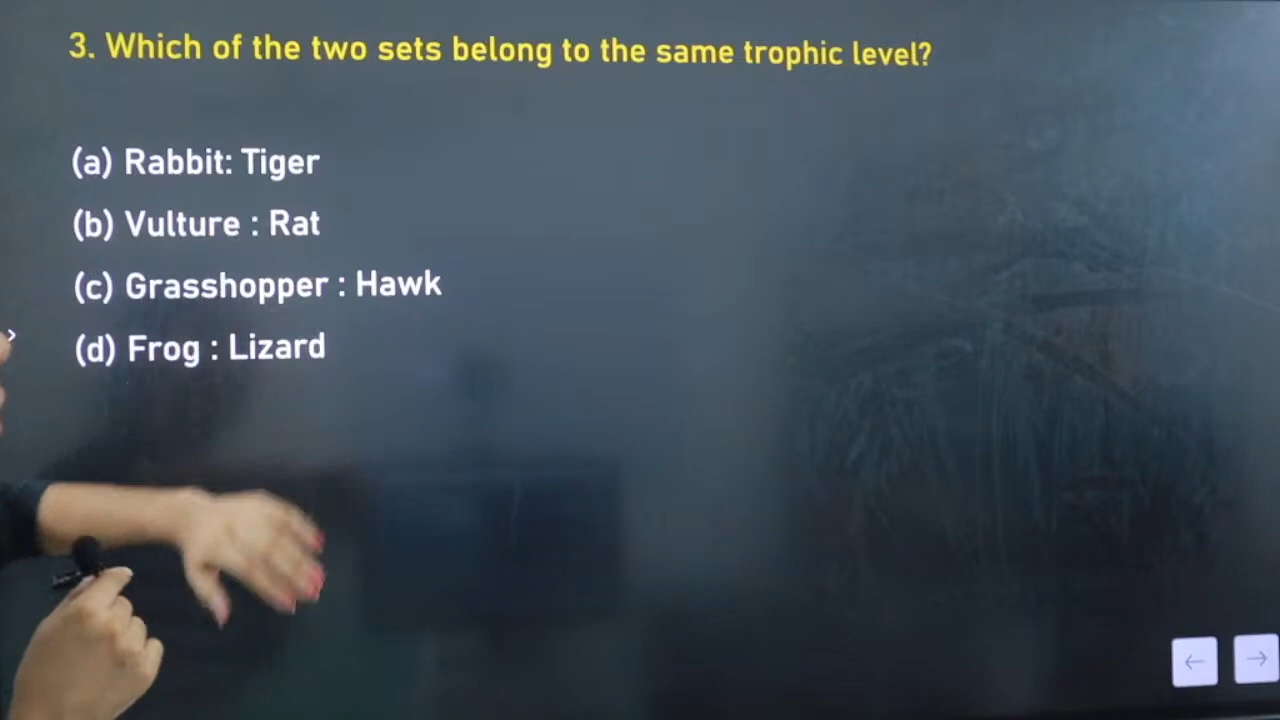 3. Which of the two sets belong to the same trophic level?
(a) Rabbit: Tiger
(b) Vulture : Rat
(c) Grasshopper : Hawk
(d) Frog : Lizard